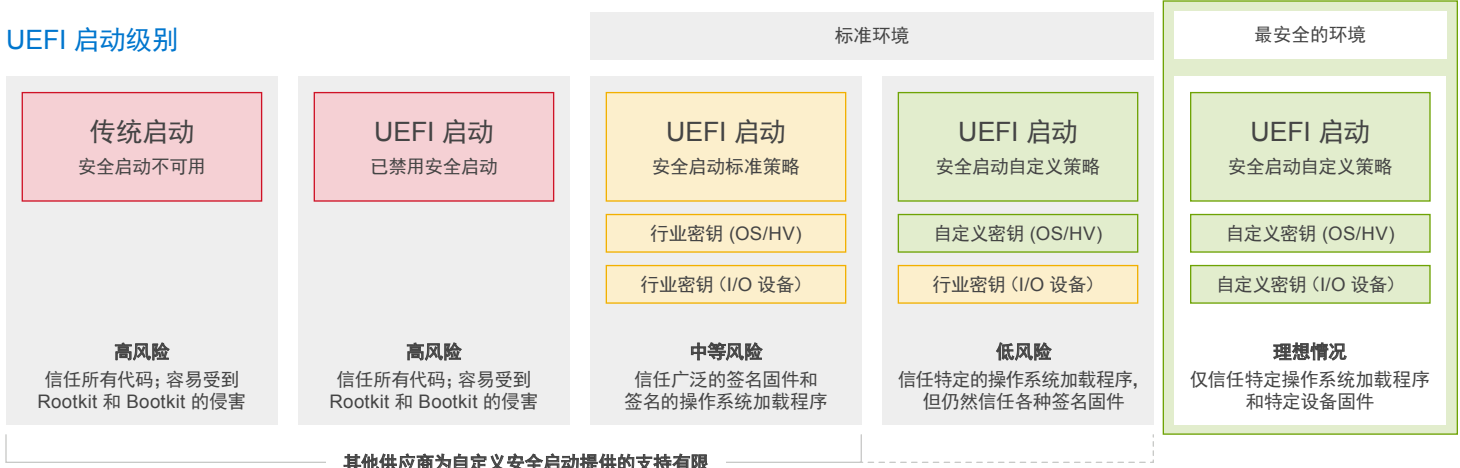 UEFI 启动级别
标准环境
最安全的环境
传统启动
安全启动不可用
高风险
信任所有代码；容易受到
Rootkit 和 Bootkit 的侵害
UEFI 启动
已禁用安全启动
高风险
信任所有代码；容易受到
Rootkit 和 Bootkit 的侵害
UEFI 启动
安全启动标准策略
行业密钥 (OS/HV)
行业密钥（I/O 设备）
中等风险
信任广泛的签名固件和
签名的操作系统加载程序
UEFI 启动
安全启动自定义策略
自定义密钥 (OS/HV)
行业密钥（I/O 设备）
低风险
信任特定的操作系统加载程序，
但仍然信任各种签名固件
UEFI 启动
安全启动自定义策略
自定义密钥 (OS/HV)
自定义密钥（I/O 设备）
理想情况
仅信任特定操作系统加载程序
和特定设备固件
其他供应商为自定义安全启动提供的支持有限